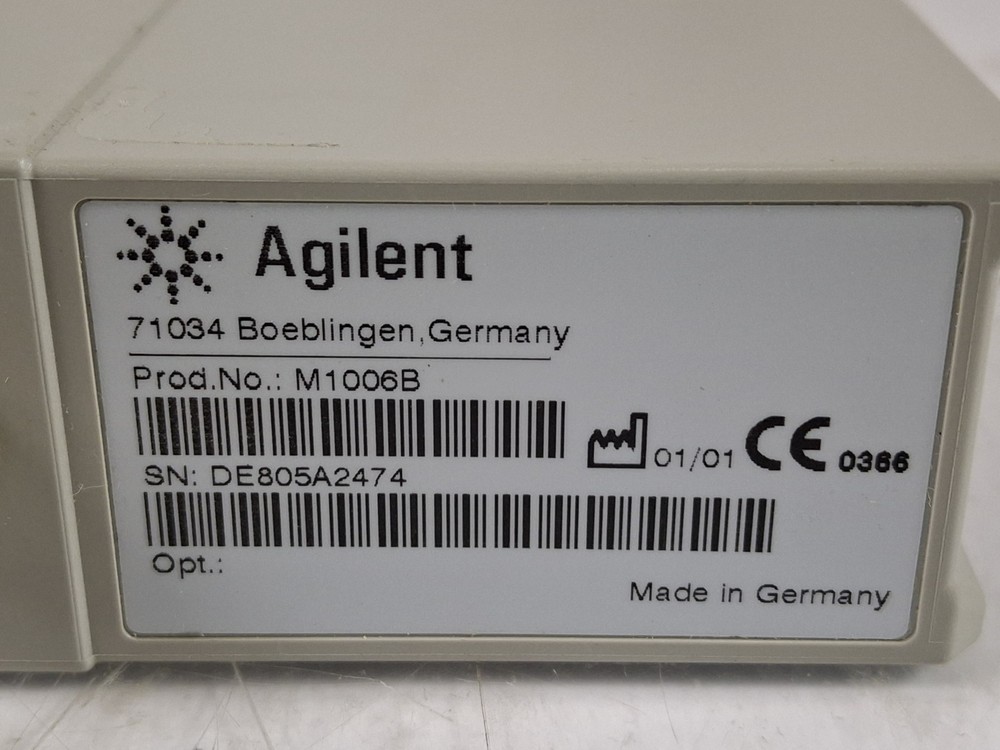 Agilent
71034 Boeblingen,Germany
Prod.No.: M1006B
01/01 CE 0366
SN: DE805A2474
Opt.:
Made in Germany